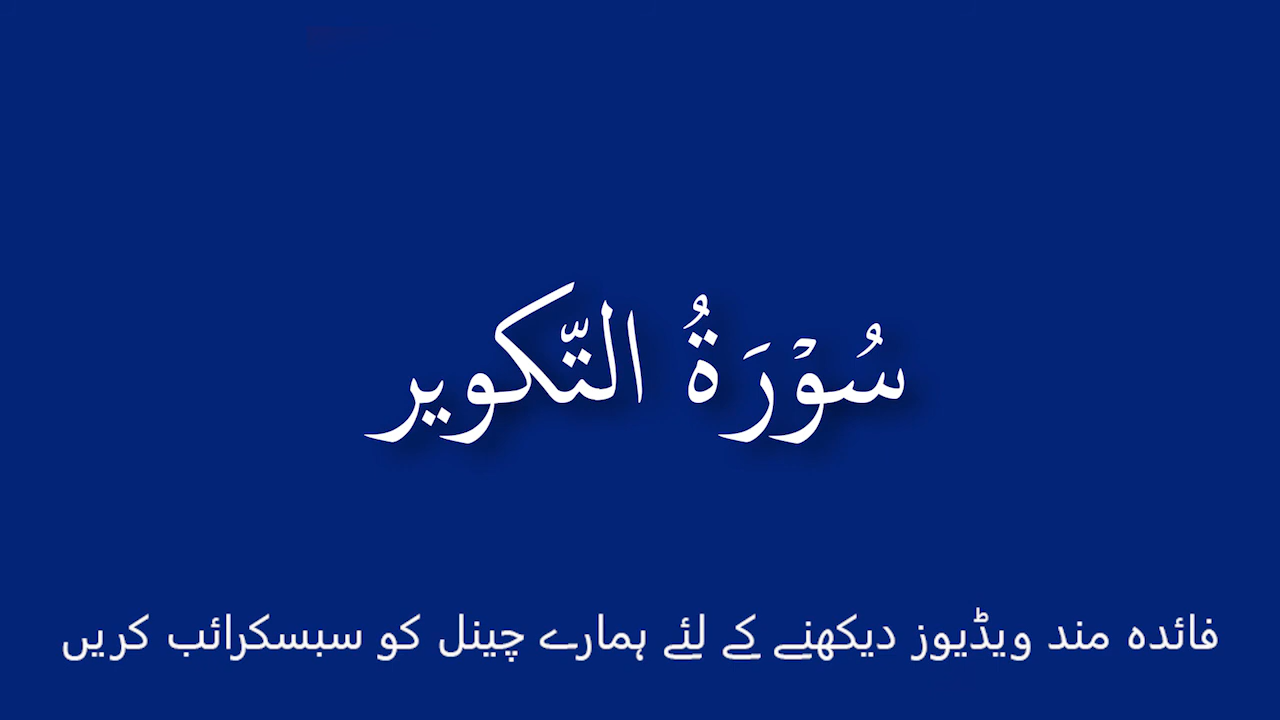 سُوْرَةُ التَّكوير
فائدہ مند ویڈیوز دیکھنے کے لئے ہمارے چینل کو سبسکرائب کریں